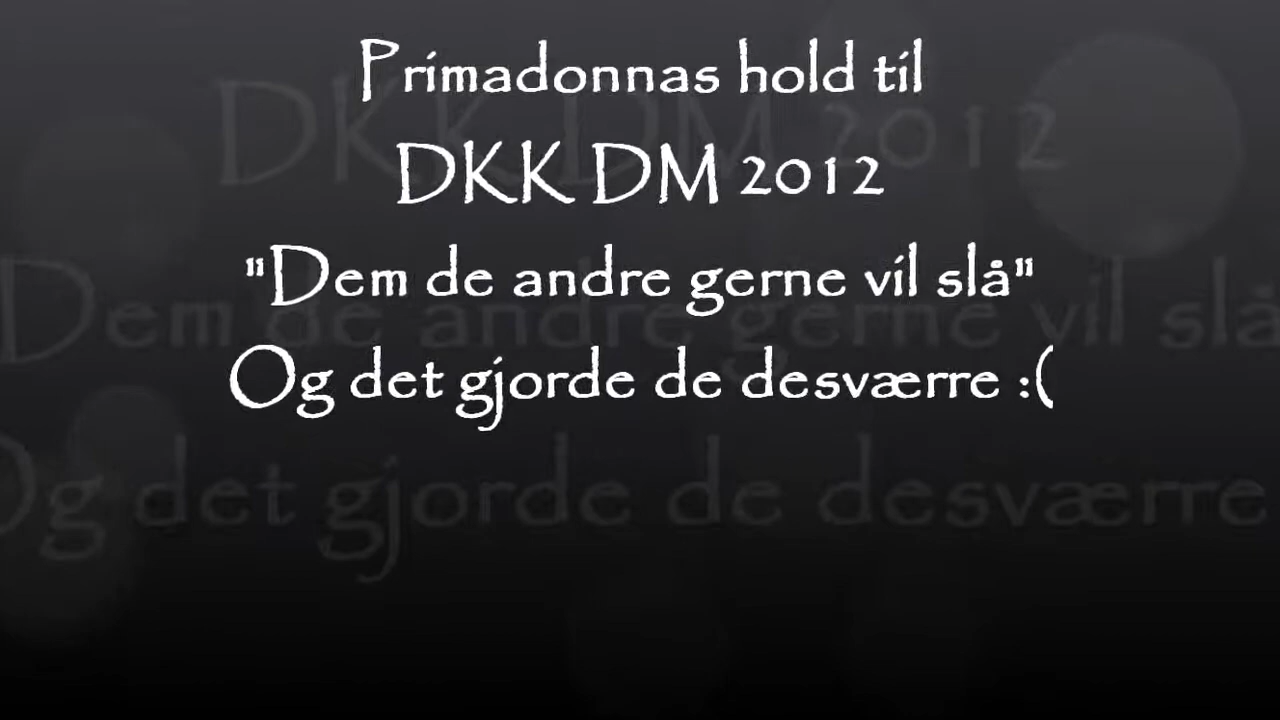 Primadonnas hold til
DKK DM 2012
"Dem de andre gerne vil slå"
Og det gjorde de desværre :(